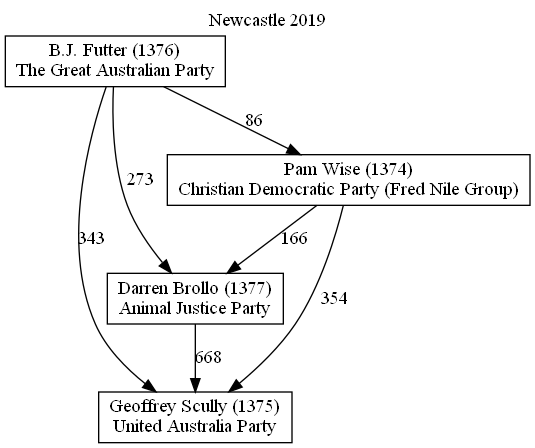 Newcastle 2019
B.J. Futter (1376)
The Great Australian Party
86
Pam Wise (1374)
Christian Democratic Party (Fred Nile Group)
273
343
166
354
Darren Brollo (1377)
Animal Justice Party
668
Geoffrey Scully (1375)
United Australia Party